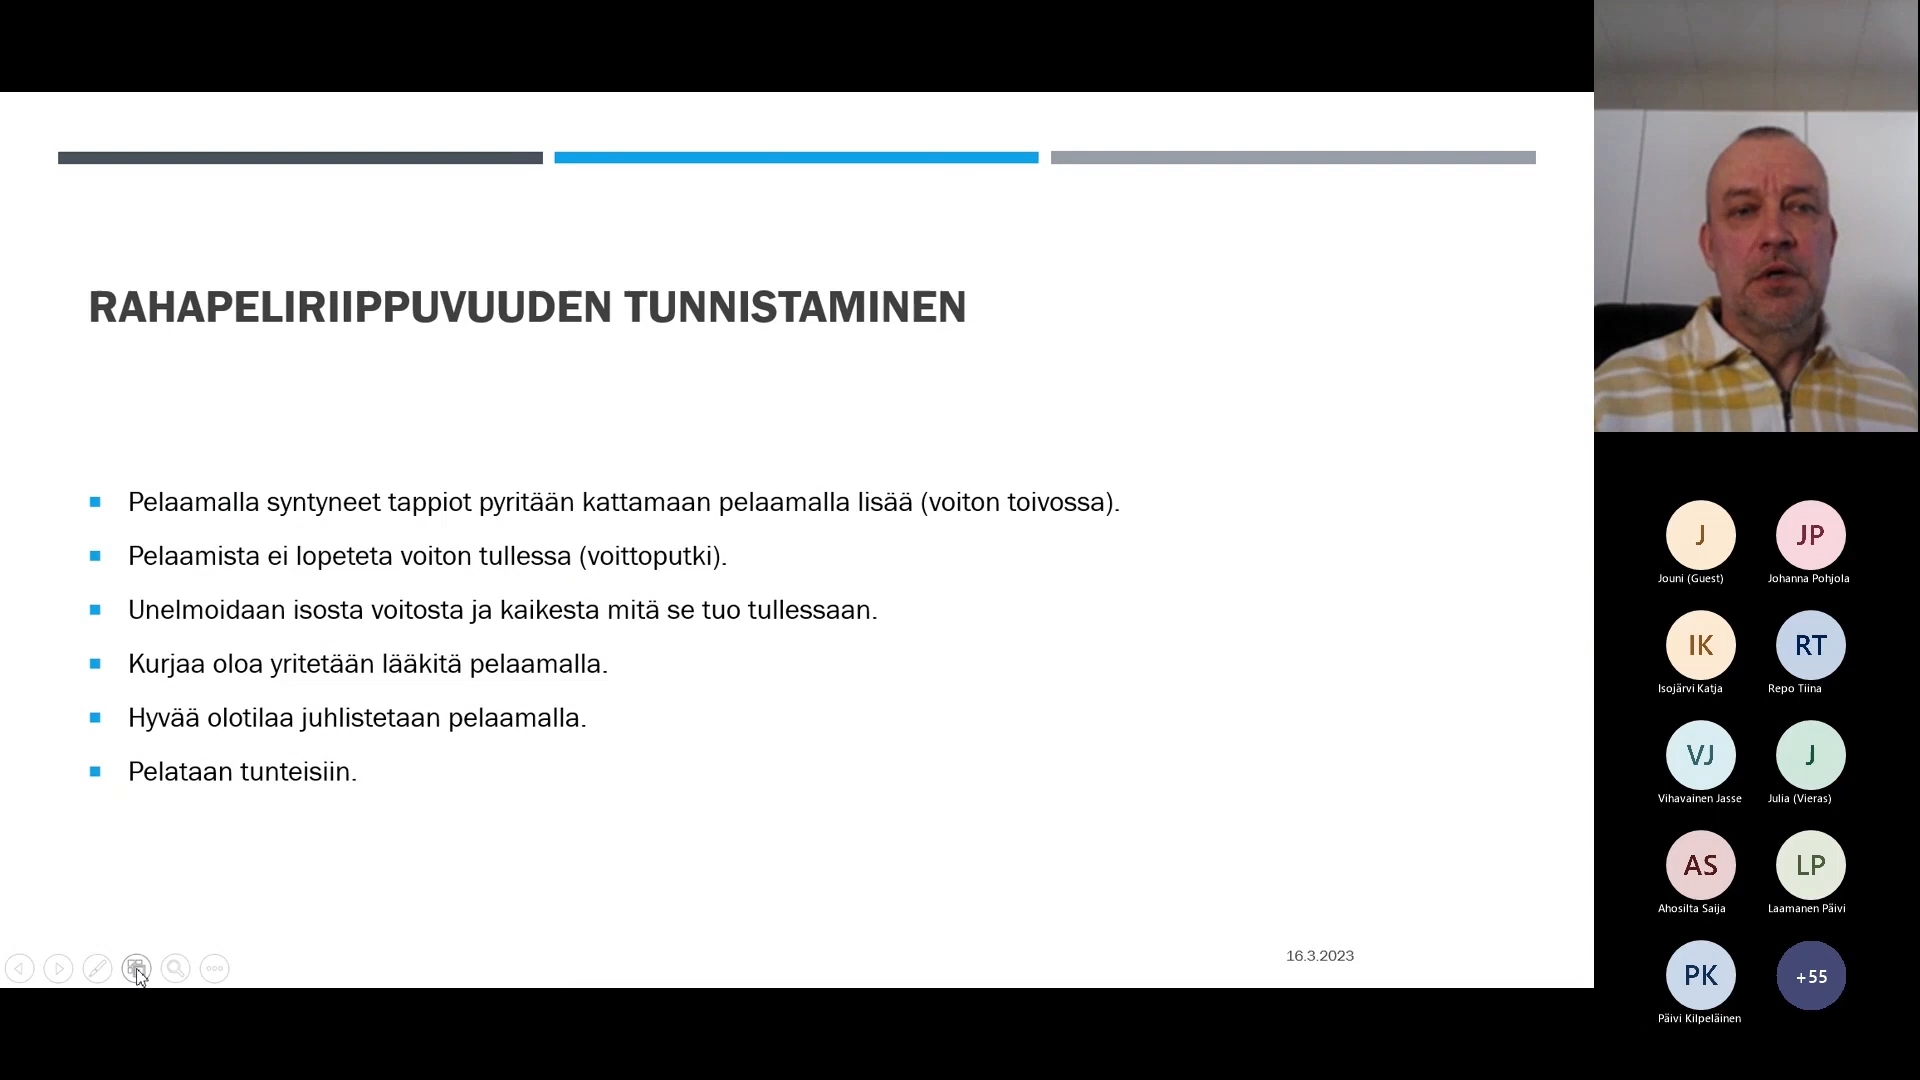 RAHAPELIRIIPPUVUUDEN TUNNISTAMINEN
Pelaamalla syntyneet tappiot pyritään kattamaan pelaamalla lisää (voiton toivossa).
Pelaamista ei lopeteta voiton tullessa (voittoputki).
Unelmoidaan isosta voitosta ja kaikesta mitä se tuo tullessaan.
Kurjaa oloa yritetään lääkitä pelaamalla.
Hyvää olotilaa juhlistetaan pelaamalla.
Pelataan tunteisiin.
16.3.2023
J JP
Jouni (Guest) Johanna Pohjola
IK RT
Isojärvi Katja Repo Tiina
VJ J
Vihavainen Jasse Julia (Vieras)
AS LP
Ahosilta Saija Laamanen Päivi
PK +55
Päivi Kilpeläinen